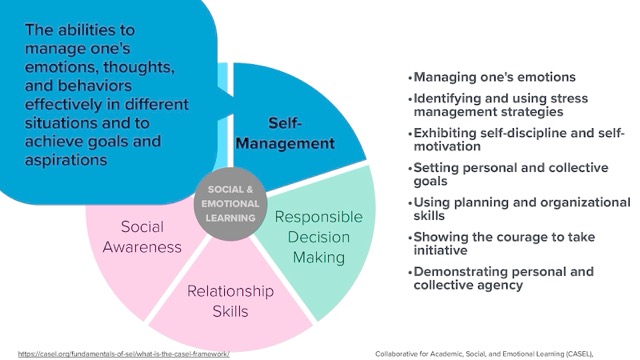 The abilities to
manage one's
emotions, thoughts,
and behaviors
effectively in different
situations and to
achieve goals and
aspirations
Self-
Management
SOCIAL &
EMOTIONAL
LEARNING
Responsible
Decision
Making
Social
Awareness
Relationship
Skills
•Managing one's emotions
•Identifying and using stress
management strategies
•Exhibiting self-discipline and self-
motivation
•Setting personal and collective
goals
•Using planning and organizational
skills
•Showing the courage to take
initiative
•Demonstrating personal and
collective agency
https://casel.org/fundamentals-of-sel/what-is-the-casel-framework/
Collaborative for Academic, Social, and Emotional Learning (CASEL),